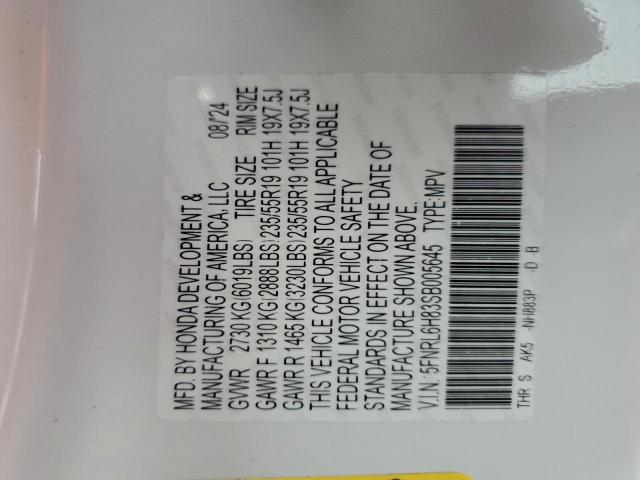 MFD. BY HONDA DEVELOPMENT &
MANUFACTURING OF AMERICA, LLC 08/'24
GVWR 2730 KG (6019LBS) TIRE SIZE RIM SIZE
GAWR F 1310 KG (2888LBS) 235/55R19 101H 19X7.5J
GAWR R 1465 KG (3230LBS) 235/55R19 101H 19X7.5J
THIS VEHICLE CONFORMS TO ALL APPLICABLE
FEDERAL MOTOR VEHICLE SAFETY
STANDARDS IN EFFECT ON THE DATE OF
MANUFACTURE SHOWN ABOVE.
V.I.N: 5FNRL6H83SB005645 TYPE: MPV
THR S AK5 -NH883P -D B